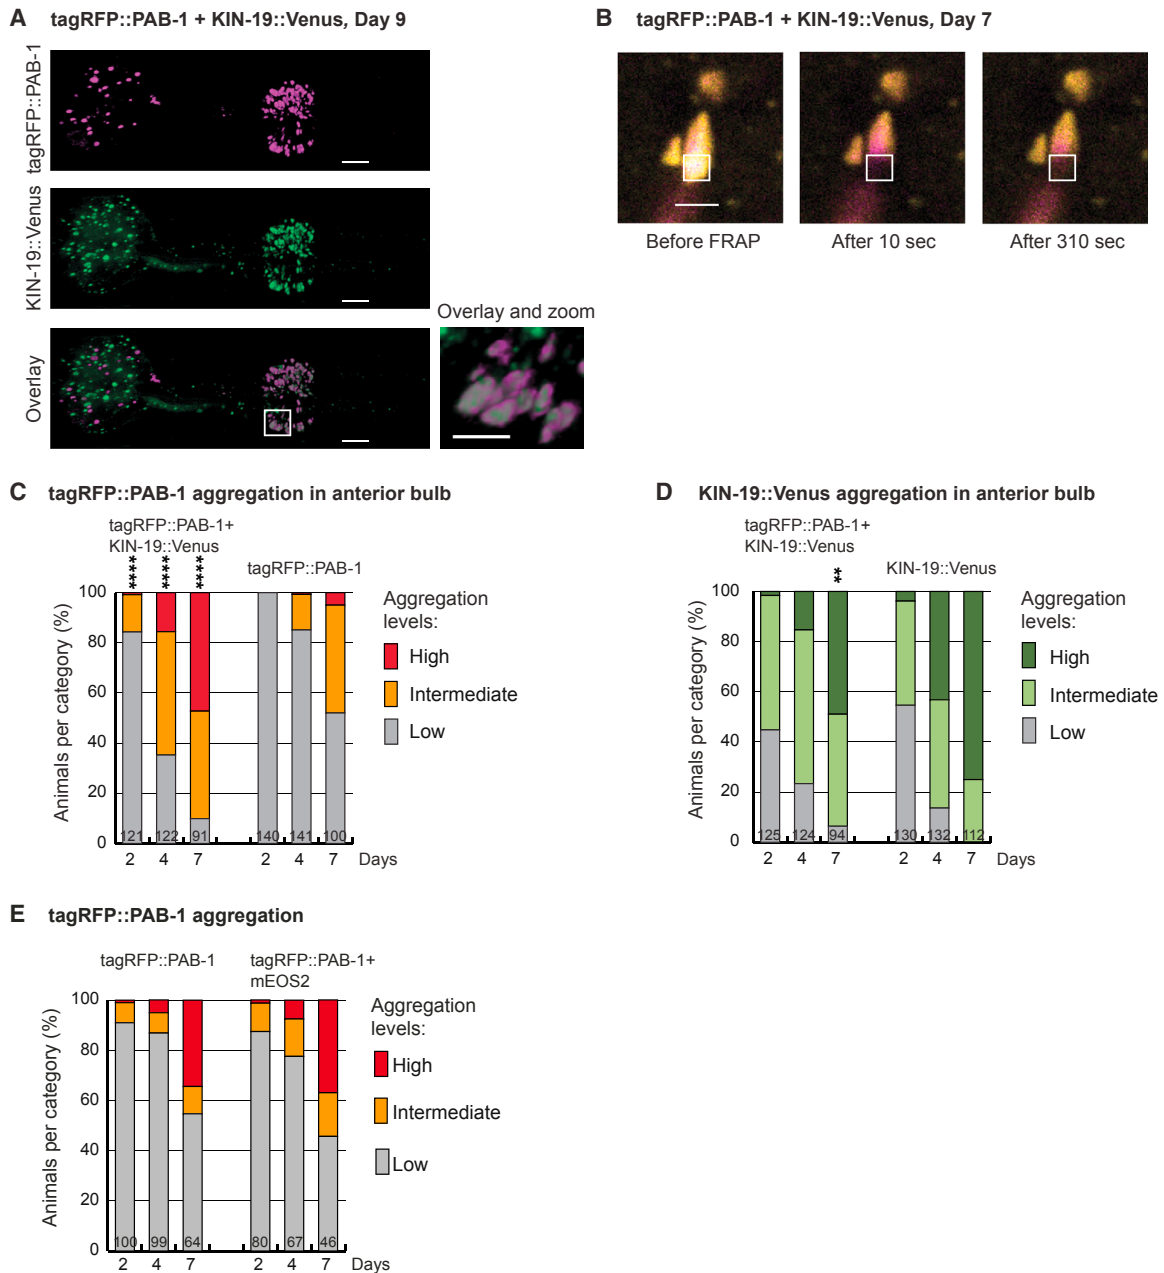 A tagRFP::PAB-1 + KIN-19::Venus, Day 9
tagRFP::PAB-1
KIN-19::Venus
Overlay
Overlay and zoom
B tagRFP::PAB-1 + KIN-19::Venus, Day 7
Before FRAP After 10 sec After 310 sec
C tagRFP::PAB-1 aggregation in anterior bulb
tagRFP::PAB-1+
KIN-19::Venus
tagRFP::PAB-1
**** **** ****
Animals per category (%)
100
80
60
40
20
0
121 122 91 140 141 100
2 4 7 2 4 7 Days
Aggregation
levels:
High
Intermediate
Low
D KIN-19::Venus aggregation in anterior bulb
tagRFP::PAB-1+
KIN-19::Venus
KIN-19::Venus
**
Animals per category (%)
100
80
60
40
20
0
125 124 94 130 132 112
2 4 7 2 4 7 Days
Aggregation
levels:
High
Intermediate
Low
E tagRFP::PAB-1 aggregation
tagRFP::PAB-1
tagRFP::PAB-1+
mEOS2
Animals per category (%)
100
80
60
40
20
0
100 99 64 80 67 46
2 4 7 2 4 7 Days
Aggregation
levels:
High
Intermediate
Low